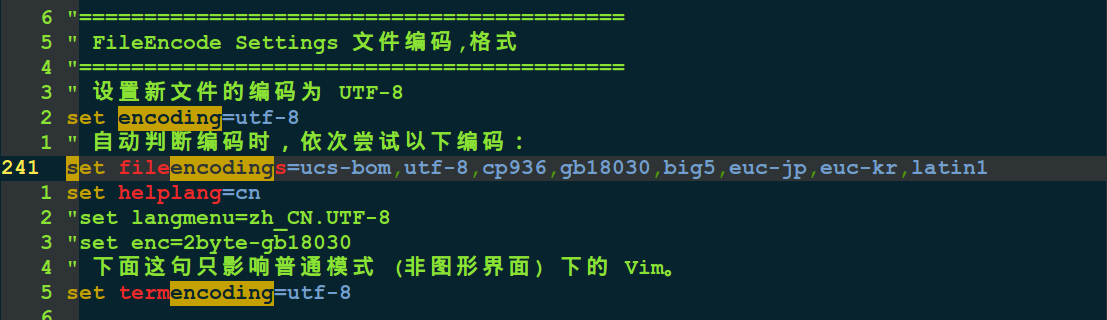 6 "==========================================
5 " FileEncode Settings 文件编码,格式
4 "==========================================
3 " 设置新文件的编码为 UTF-8
2 set encoding=utf-8
1 " 自动判断编码时，依次尝试以下编码：
241 set fileencodings=ucs-bom,utf-8,cp936,gb18030,big5,euc-jp,euc-kr,latin1
1 set helplang=cn
2 "set langmenu=zh_CN.UTF-8
3 "set enc=2byte-gb18030
4 " 下面这句只影响普通模式 (非图形界面) 下的 Vim。
5 set termencoding=utf-8
6